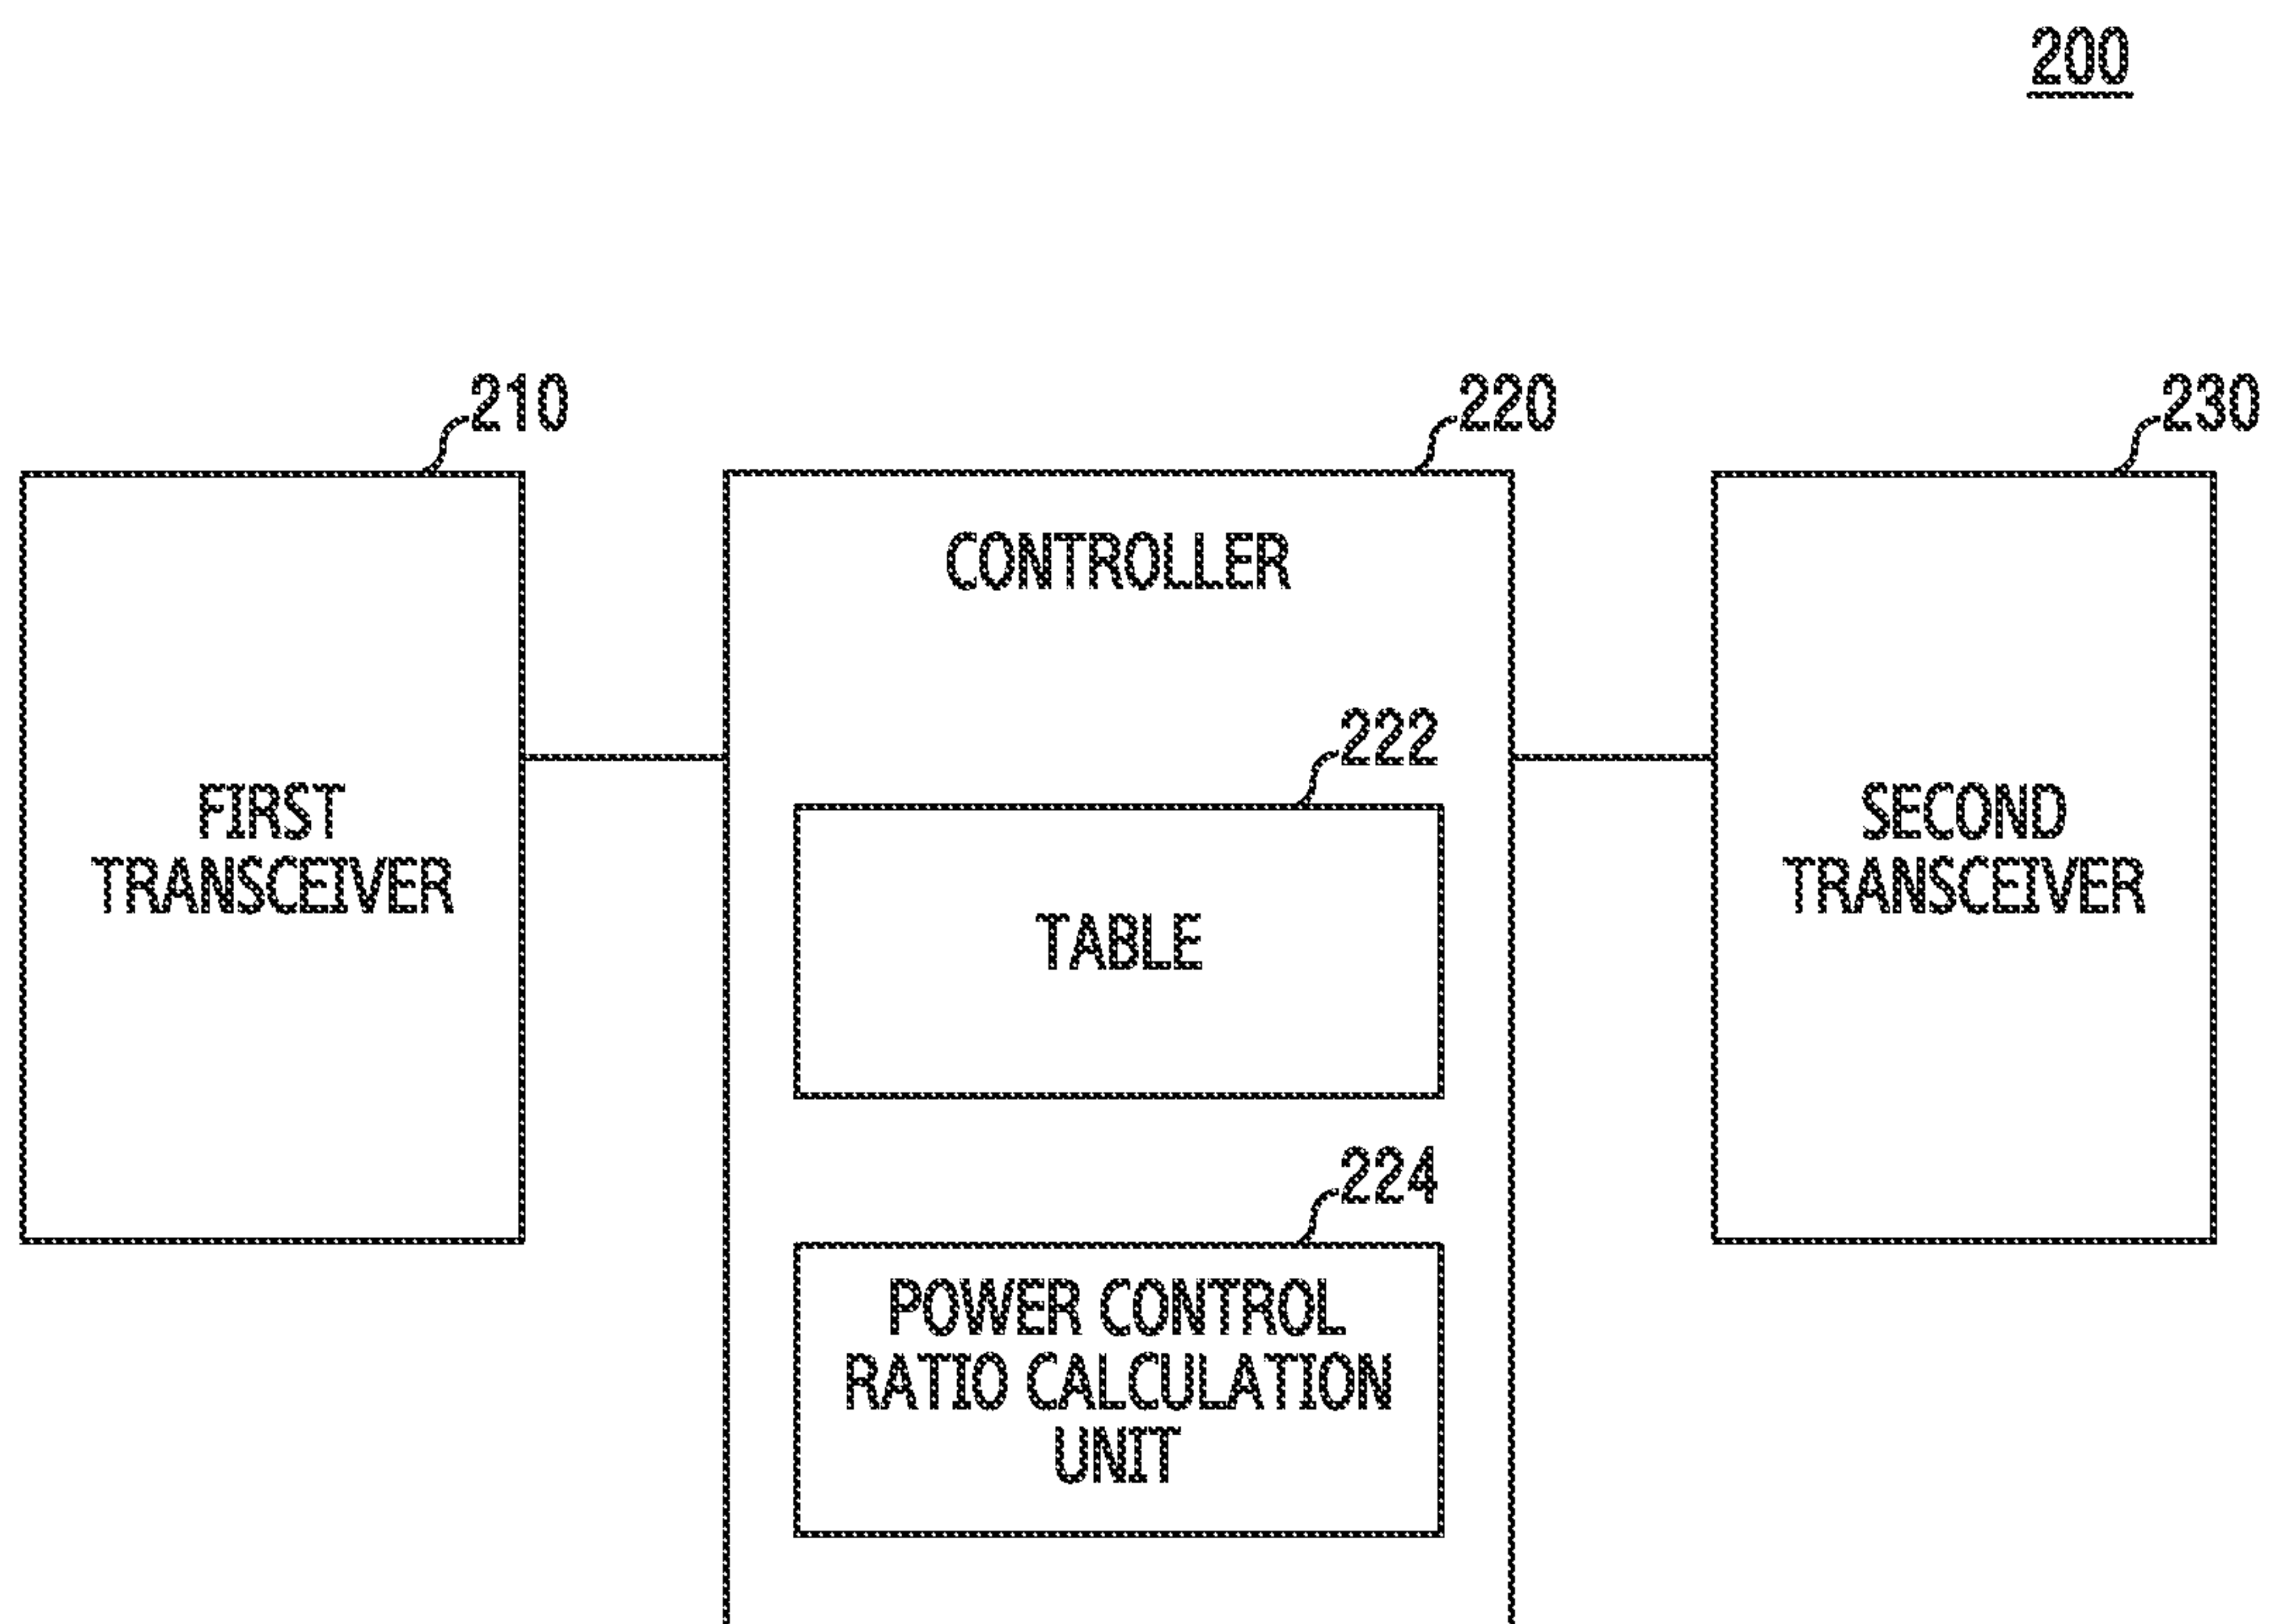 200
210
220
230
CONTROLLER
222
FIRST
TRANSCEIVER
SECOND
TRANSCEIVER
TABLE
224
POWER CONTROL
RATIO CALCULATION
UNIT